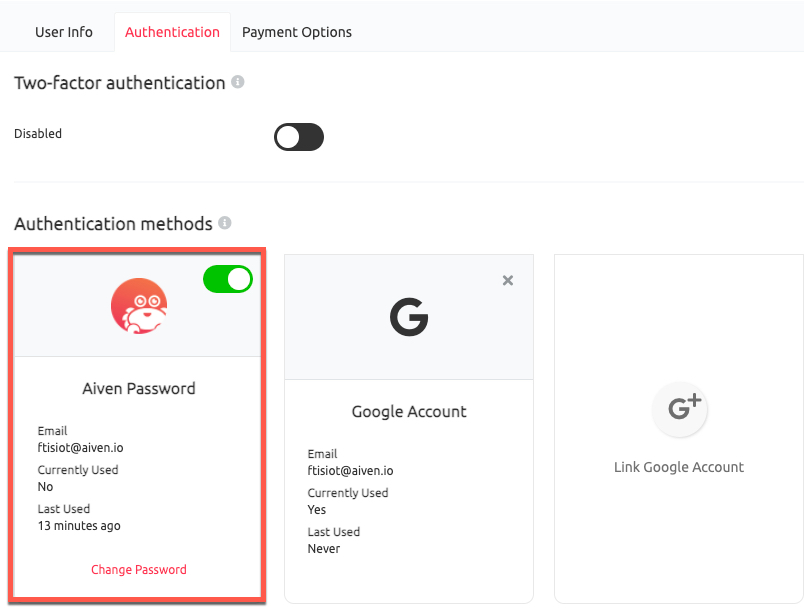 User Info
Authentication
Payment Options
Two-factor authentication
Disabled
Authentication methods
Aiven Password
Email
ftisiot@aiven.io
Currently Used
No
Last Used
13 minutes ago
Change Password
Google Account
Email
ftisiot@aiven.io
Currently Used
Yes
Last Used
Never
Link Google Account